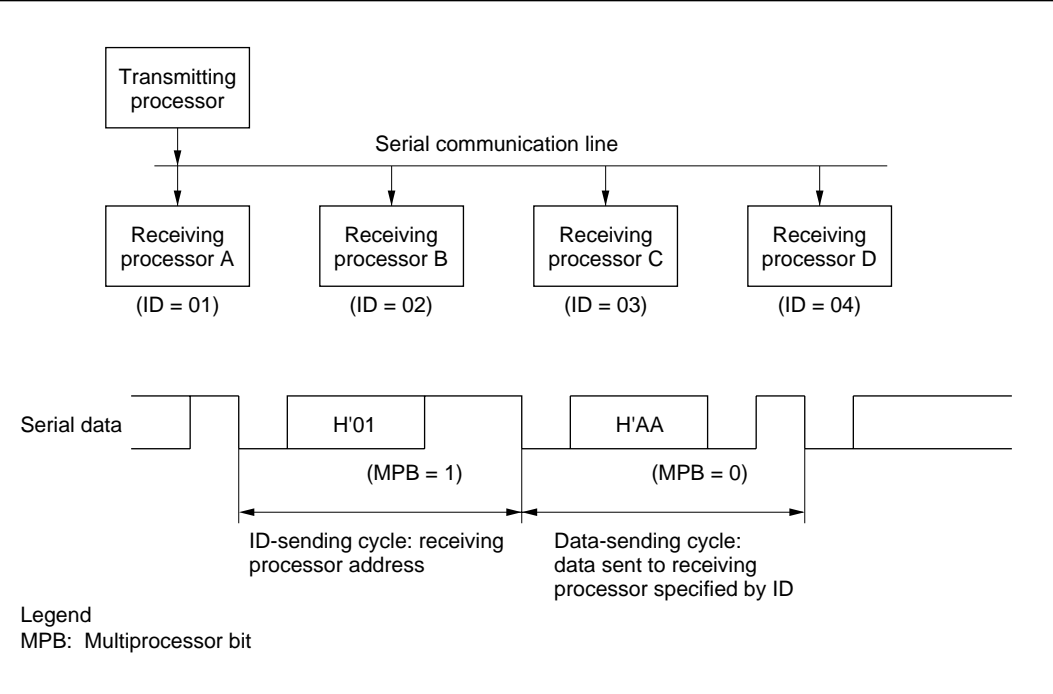 Transmitting
processor
Serial communication line
Receiving
processor A
Receiving
processor B
Receiving
processor C
Receiving
processor D
(ID = 01)
(ID = 02)
(ID = 03)
(ID = 04)
Serial data
H'01
H'AA
(MPB = 1)
(MPB = 0)
ID-sending cycle: receiving
processor address
Data-sending cycle:
data sent to receiving
processor specified by ID
Legend
MPB: Multiprocessor bit